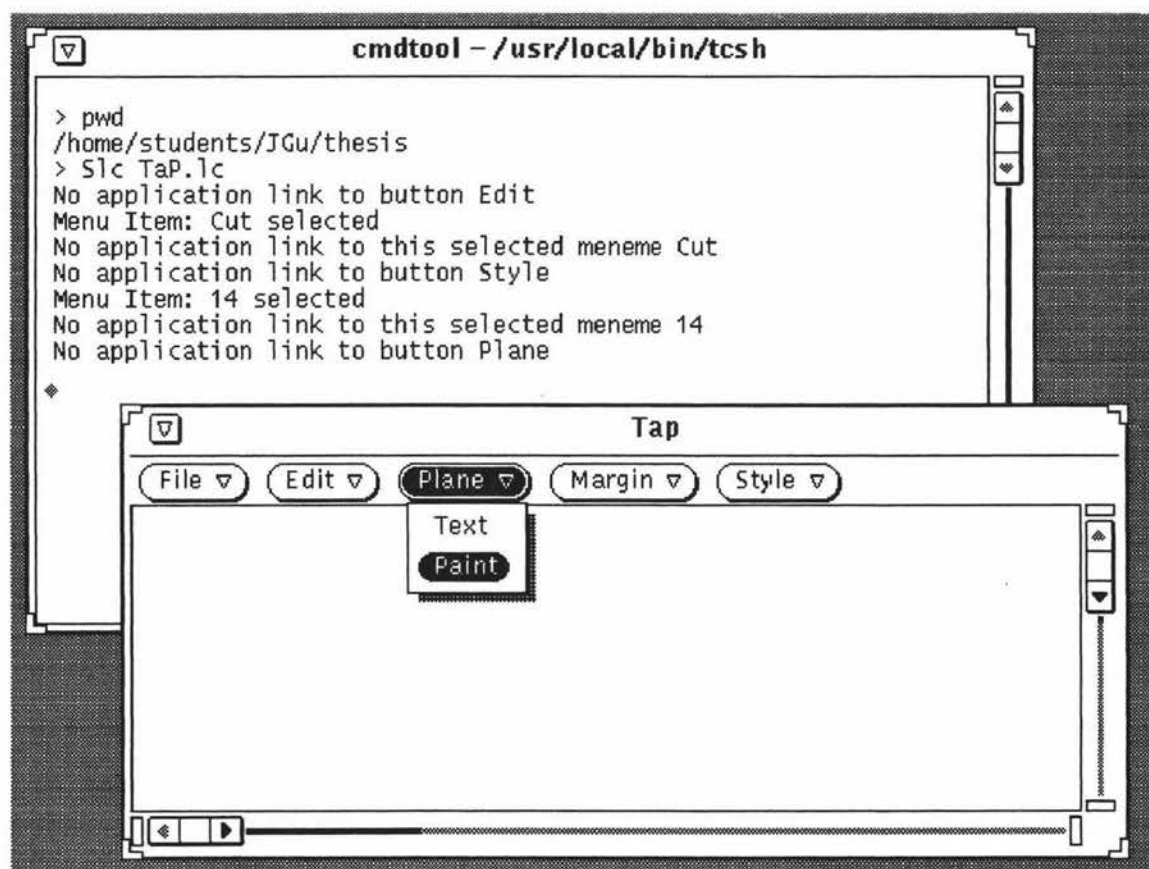 cmdtool – /usr/local/bin/tcsh
> pwd
/home/students/JGu/thesis
> Slc TaP.lc
No application link to button Edit
Menu Item: Cut selected
No application link to this selected meneme Cut
No application link to button Style
Menu Item: 14 selected
No application link to this selected meneme 14
No application link to button Plane
Tap
File Edit Plane Margin Style
Text
Paint